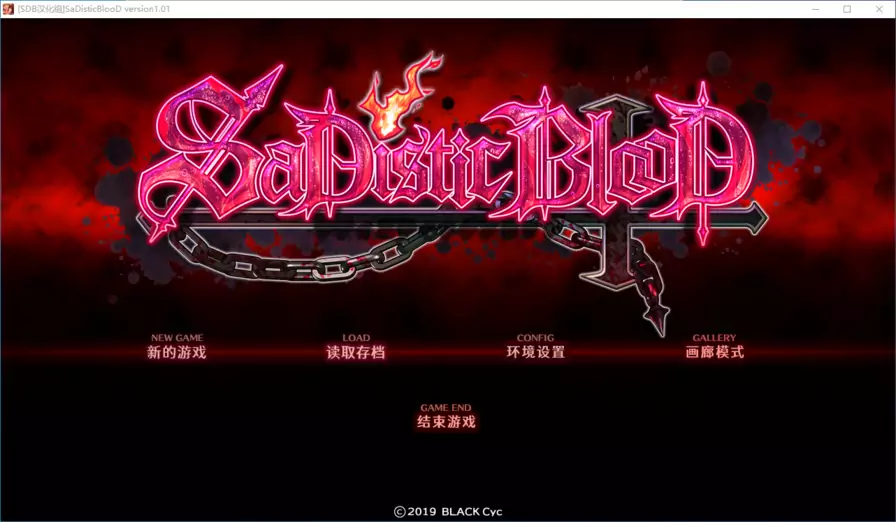 [SDB汉化组]SaDisticBlooD version1.01
SaDisticBlooD
NEW GAME
新的游戏
LOAD
读取存档
CONFIG
环境设置
GALLERY
画廊模式
GAME END
结束游戏
©2019 BLACK Cyc